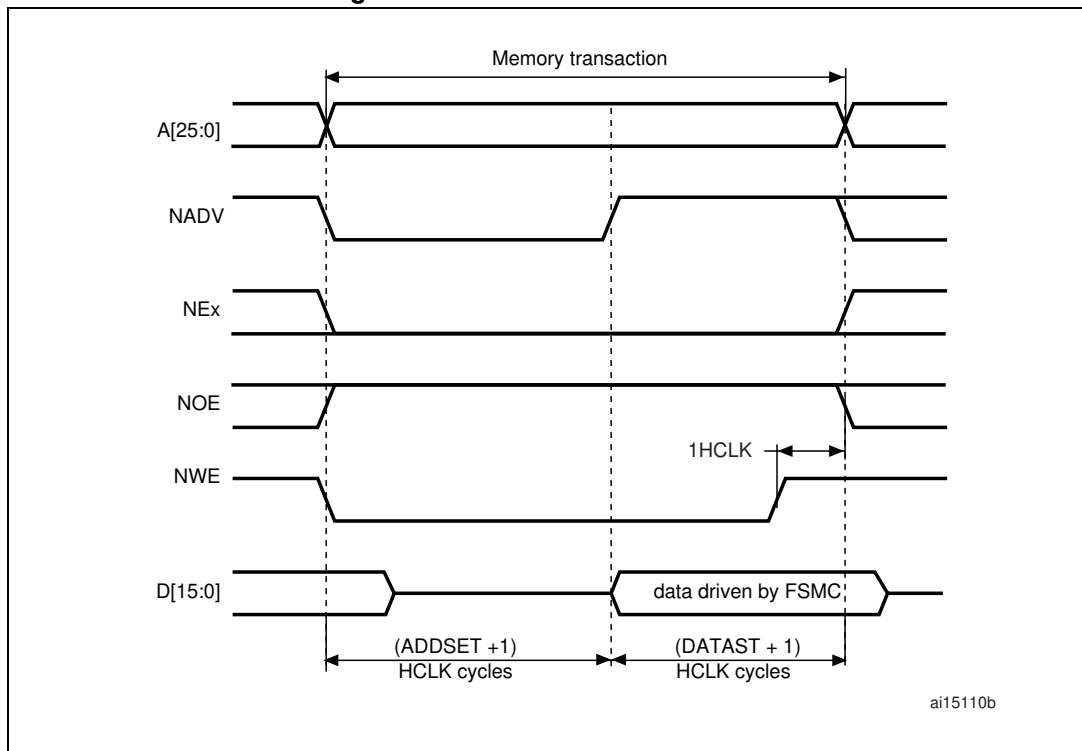 Memory transaction
A[25:0]
NADV
NEx
NOE
1HCLK
NWE
D[15:0]
data driven by FSMC
(ADDSET +1)
HCLK cycles
(DATAST + 1)
HCLK cycles
ai15110b